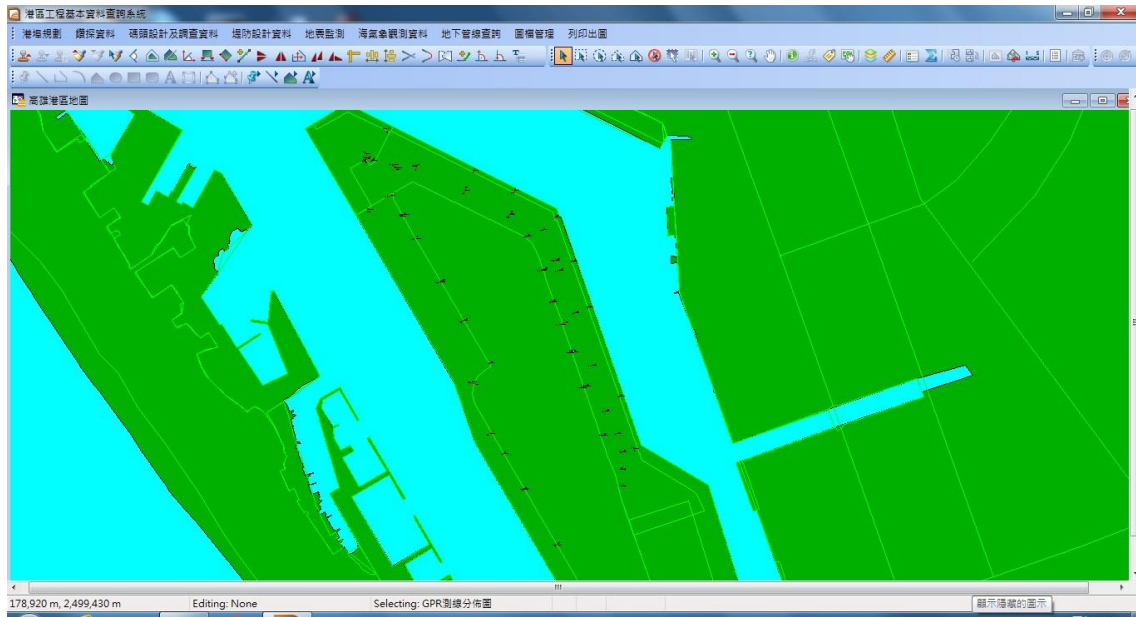 港區工程基本資料查詢系統
港埠規劃 鑽探資料 碼頭設計及調查資料 堤防設計資料 地表監測 海氣象觀測資料 地下管線查詢 圖檔管理 列印出圖
高雄港區地圖
178,920 m, 2,499,430 m Editing: None Selecting: GPR測線分佈圖
顯示隱藏的圖示